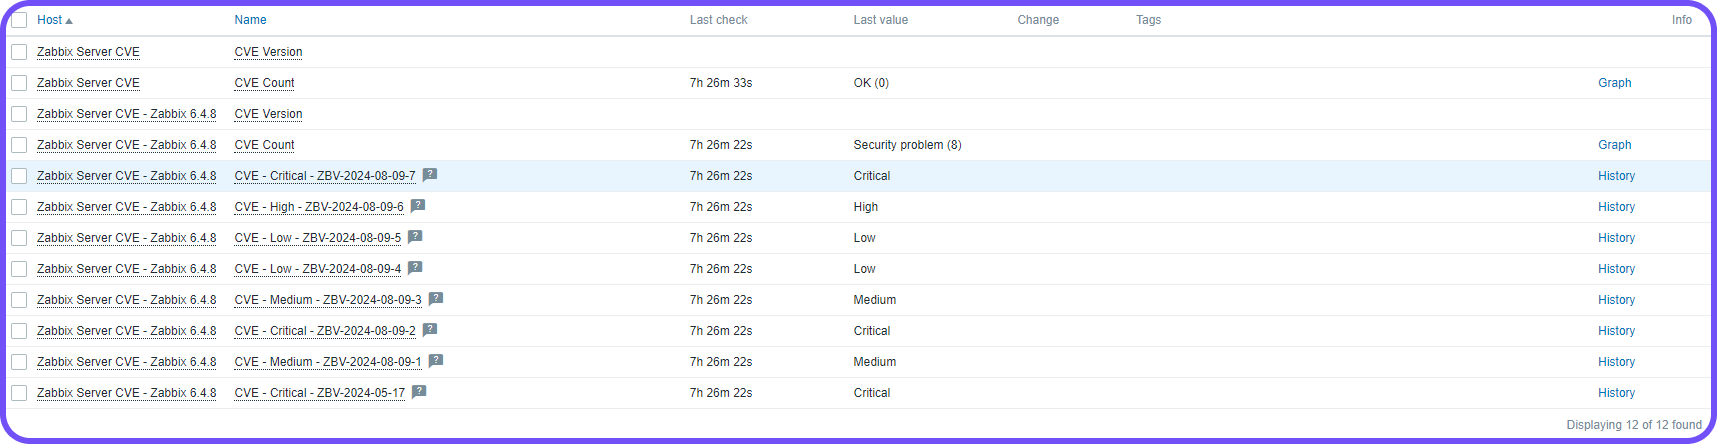 Host Name Last check Last value Change Tags Info
Zabbix Server CVE CVE Version
Zabbix Server CVE CVE Count 7h 26m 33s OK (0) Graph
Zabbix Server CVE - Zabbix 6.4.8 CVE Version
Zabbix Server CVE - Zabbix 6.4.8 CVE Count 7h 26m 22s Security problem (8) Graph
Zabbix Server CVE - Zabbix 6.4.8 CVE - Critical - ZBV-2024-08-09-7 ? 7h 26m 22s Critical History
Zabbix Server CVE - Zabbix 6.4.8 CVE - High - ZBV-2024-08-09-6 ? 7h 26m 22s High History
Zabbix Server CVE - Zabbix 6.4.8 CVE - Low - ZBV-2024-08-09-5 ? 7h 26m 22s Low History
Zabbix Server CVE - Zabbix 6.4.8 CVE - Low - ZBV-2024-08-09-4 ? 7h 26m 22s Low History
Zabbix Server CVE - Zabbix 6.4.8 CVE - Medium - ZBV-2024-08-09-3 ? 7h 26m 22s Medium History
Zabbix Server CVE - Zabbix 6.4.8 CVE - Critical - ZBV-2024-08-09-2 ? 7h 26m 22s Critical History
Zabbix Server CVE - Zabbix 6.4.8 CVE - Medium - ZBV-2024-08-09-1 ? 7h 26m 22s Medium History
Zabbix Server CVE - Zabbix 6.4.8 CVE - Critical - ZBV-2024-05-17 ? 7h 26m 22s Critical History
Displaying 12 of 12 found